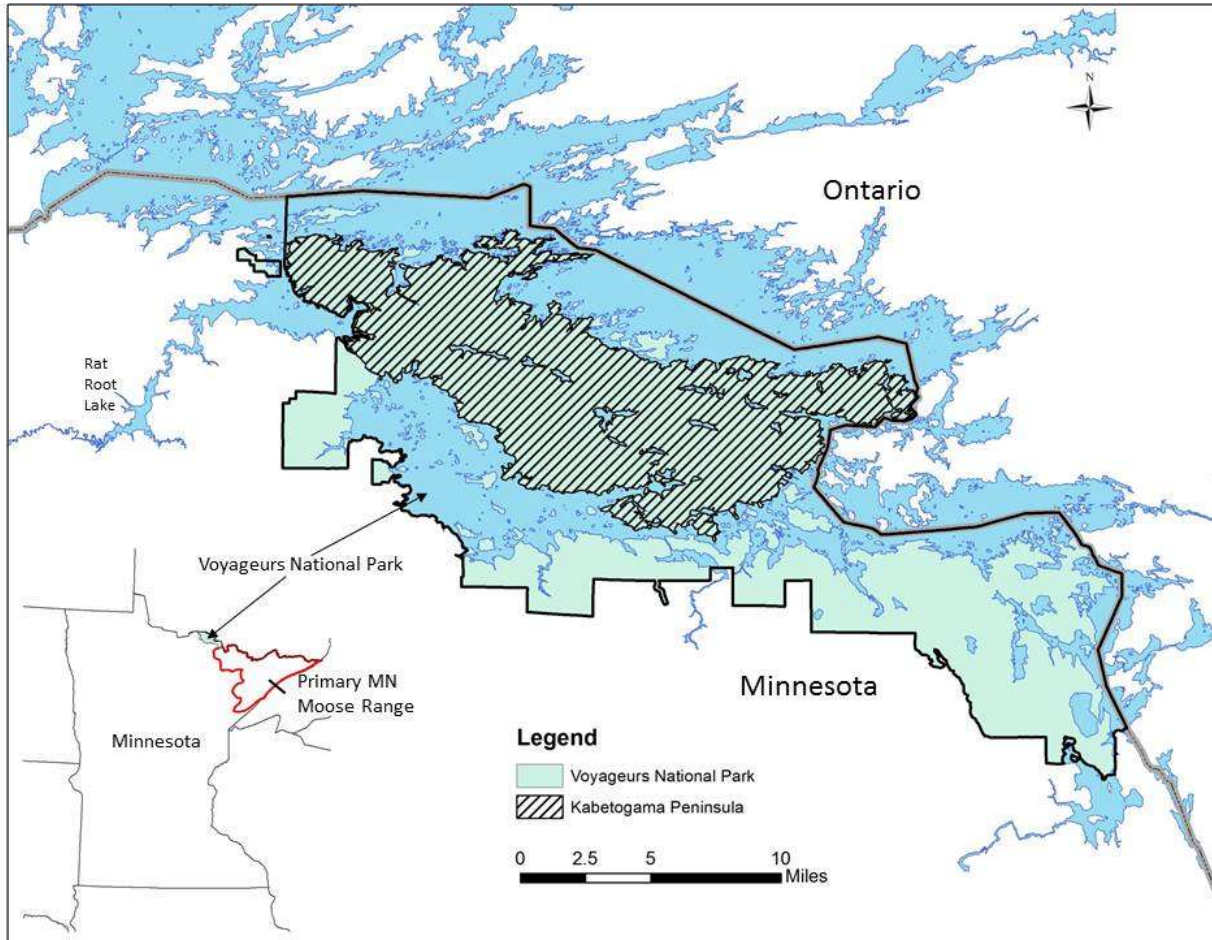 N
Ontario
Rat
Root
Lake
Voyageurs National Park
Primary MN
Moose Range
Minnesota
Minnesota
Legend
Voyageurs National Park
Kabetogama Peninsula
0 2.5 5 10
Miles